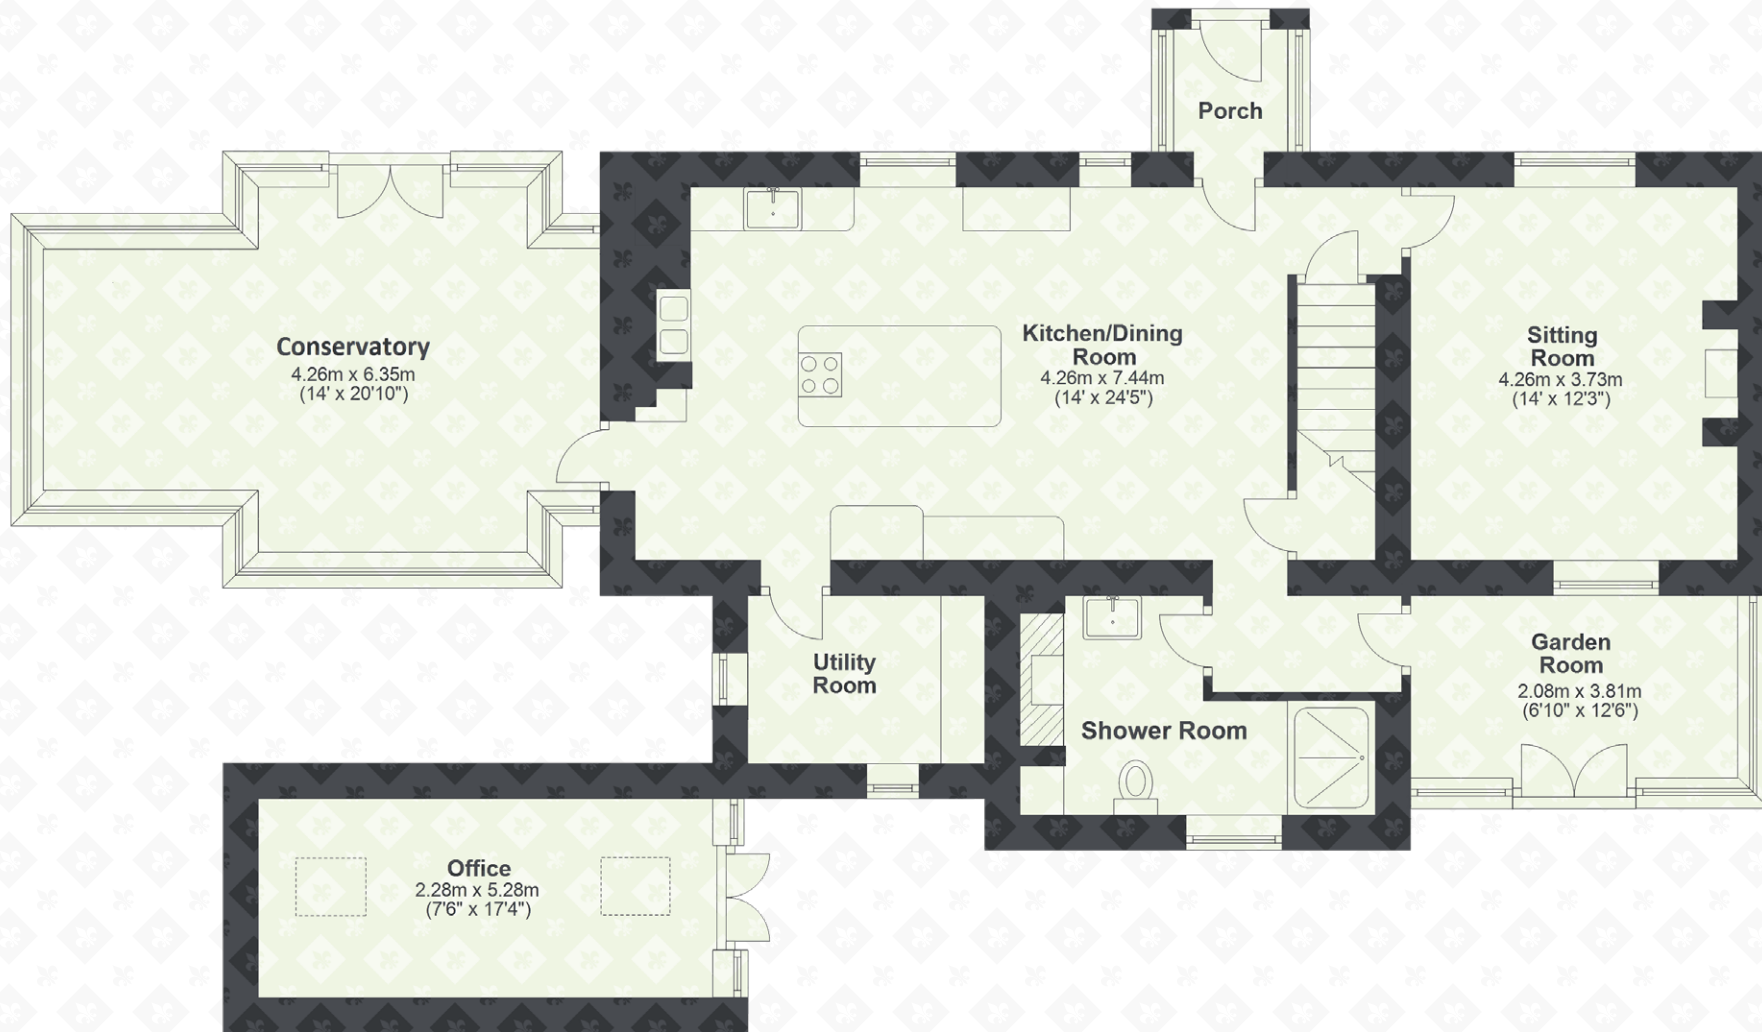 Porch
Conservatory
4.26m x 6.35m
(14' x 20'10")
Kitchen/Dining
Room
4.26m x 7.44m
(14' x 24'5")
Sitting
Room
4.26m x 3.73m
(14' x 12'3")
Utility
Room
Shower Room
Garden
Room
2.08m x 3.81m
(6'10" x 12'6")
Office
2.28m x 5.28m
(7'6" x 17'4")